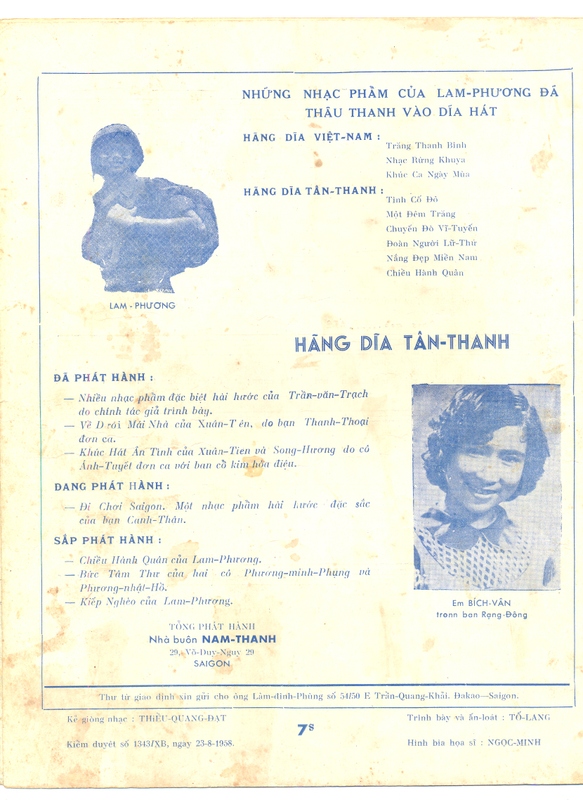 NHỮNG NHẠC PHẨM CỦA LAM-PHƯƠNG ĐÃ
THÂU THANH VÀO DĨA HÁT
HÃNG DĨA VIỆT-NAM :
Trăng Thanh Bình
Nhạc Rừng Khuya
Khúc Ca Ngày Mùa
HÃNG DĨA TÂN-THANH :
Tình Cố Đô
Một Đêm Trăng
Chuyến Đò Vĩ-Tuyến
Đoàn Người Lữ-Thứ
Nắng Đẹp Miền Nam
Chiều Hành Quân
LAM - PHƯƠNG
HÃNG DĨA TÂN-THANH
ĐÃ PHÁT HÀNH :
— Nhiều nhạc phẩm đặc biệt hài hước của Trần-văn-Trạch
do chính tác giả trình bày.
— Về Dưới Mái Nhà của Xuân-Tiên, do bạn Thanh-Thoại
đơn ca.
— Khúc Hát Ân Tình của Xuân-Tiên và Song-Hương do cô
Ánh-Tuyết đơn ca với ban cổ kim hòa điệu.
ĐANG PHÁT HÀNH :
— Đi Chơi Saigon. Một nhạc phẩm hài hước đặc sắc
của bạn Canh-Thân.
SẮP PHÁT HÀNH :
— Chiều Hành Quân của Lam-Phương.
— Bức Tâm Thư của hai cô Phương-minh-Phụng và
Phương-nhật-Hồ.
— Kiếp Nghèo của Lam-Phương.
Em BÍCH-VÂN
trong ban Rạng-Đông
TỔNG PHÁT HÀNH
Nhà buôn NAM-THANH
29, Võ-Duy-Nguy 29
SAIGON
Thư từ giao dịch xin gửi cho ông Lâm-đình-Phùng số 54/50 E Trần-Quang-Khải. Đakao—Saigon.
Kẻ giòng nhạc : THIỀU-QUANG-ĐẠT
Trình bày và ấn-loát : TÔ-LANG
7$
Kiểm duyệt số 1343/XB, ngày 23-8-1958.
Hình bìa họa sĩ : NGỌC-MINH